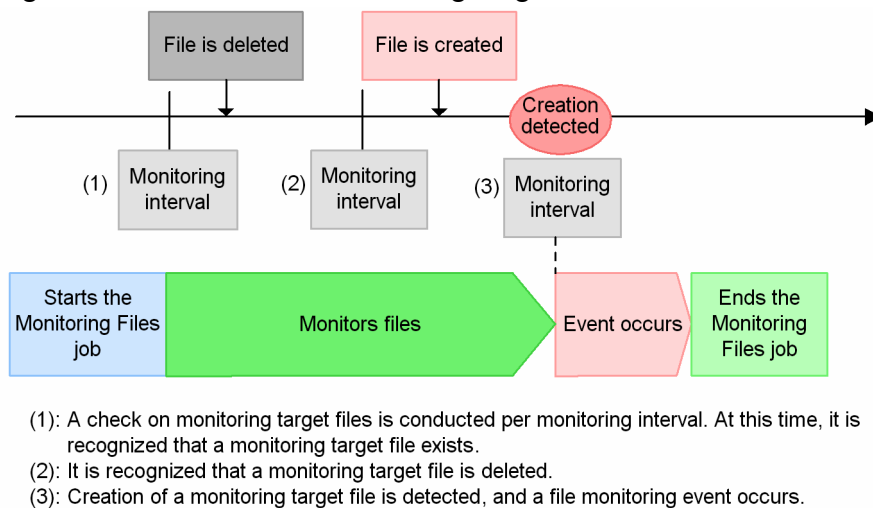 File is deleted
File is created
Creation
detected
(1)
Monitoring
interval
(2)
Monitoring
interval
(3)
Monitoring
interval
Starts the
Monitoring Files
job
Monitors files
Event occurs
Ends the
Monitoring
Files job
(1): A check on monitoring target files is conducted per monitoring interval. At this time, it is
recognized that a monitoring target file exists.
(2): It is recognized that a monitoring target file is deleted.
(3): Creation of a monitoring target file is detected, and a file monitoring event occurs.